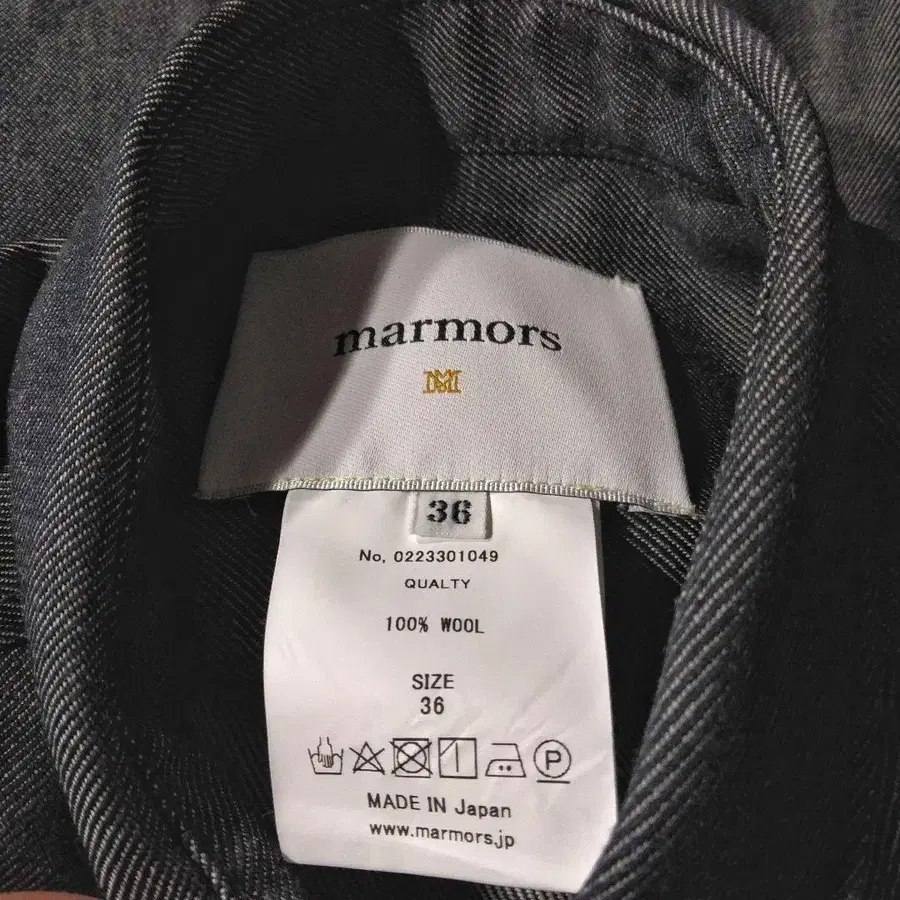 marmors
36
No, 0223301049
QUALTY
100% WOOL
SIZE
36
P
MADE IN Japan
www.marmors.jp